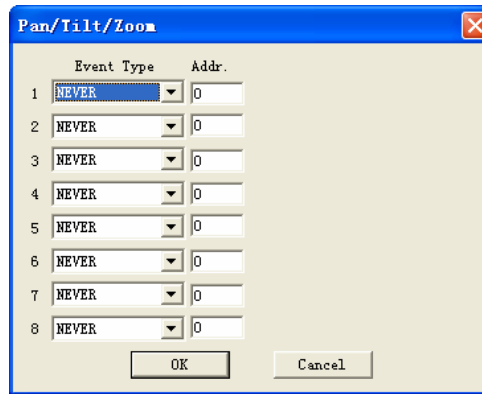 Pan/Tilt/Zoom
Event Type Addr.
1 NEVER 0
2 NEVER 0
3 NEVER 0
4 NEVER 0
5 NEVER 0
6 NEVER 0
7 NEVER 0
8 NEVER 0
OK Cancel